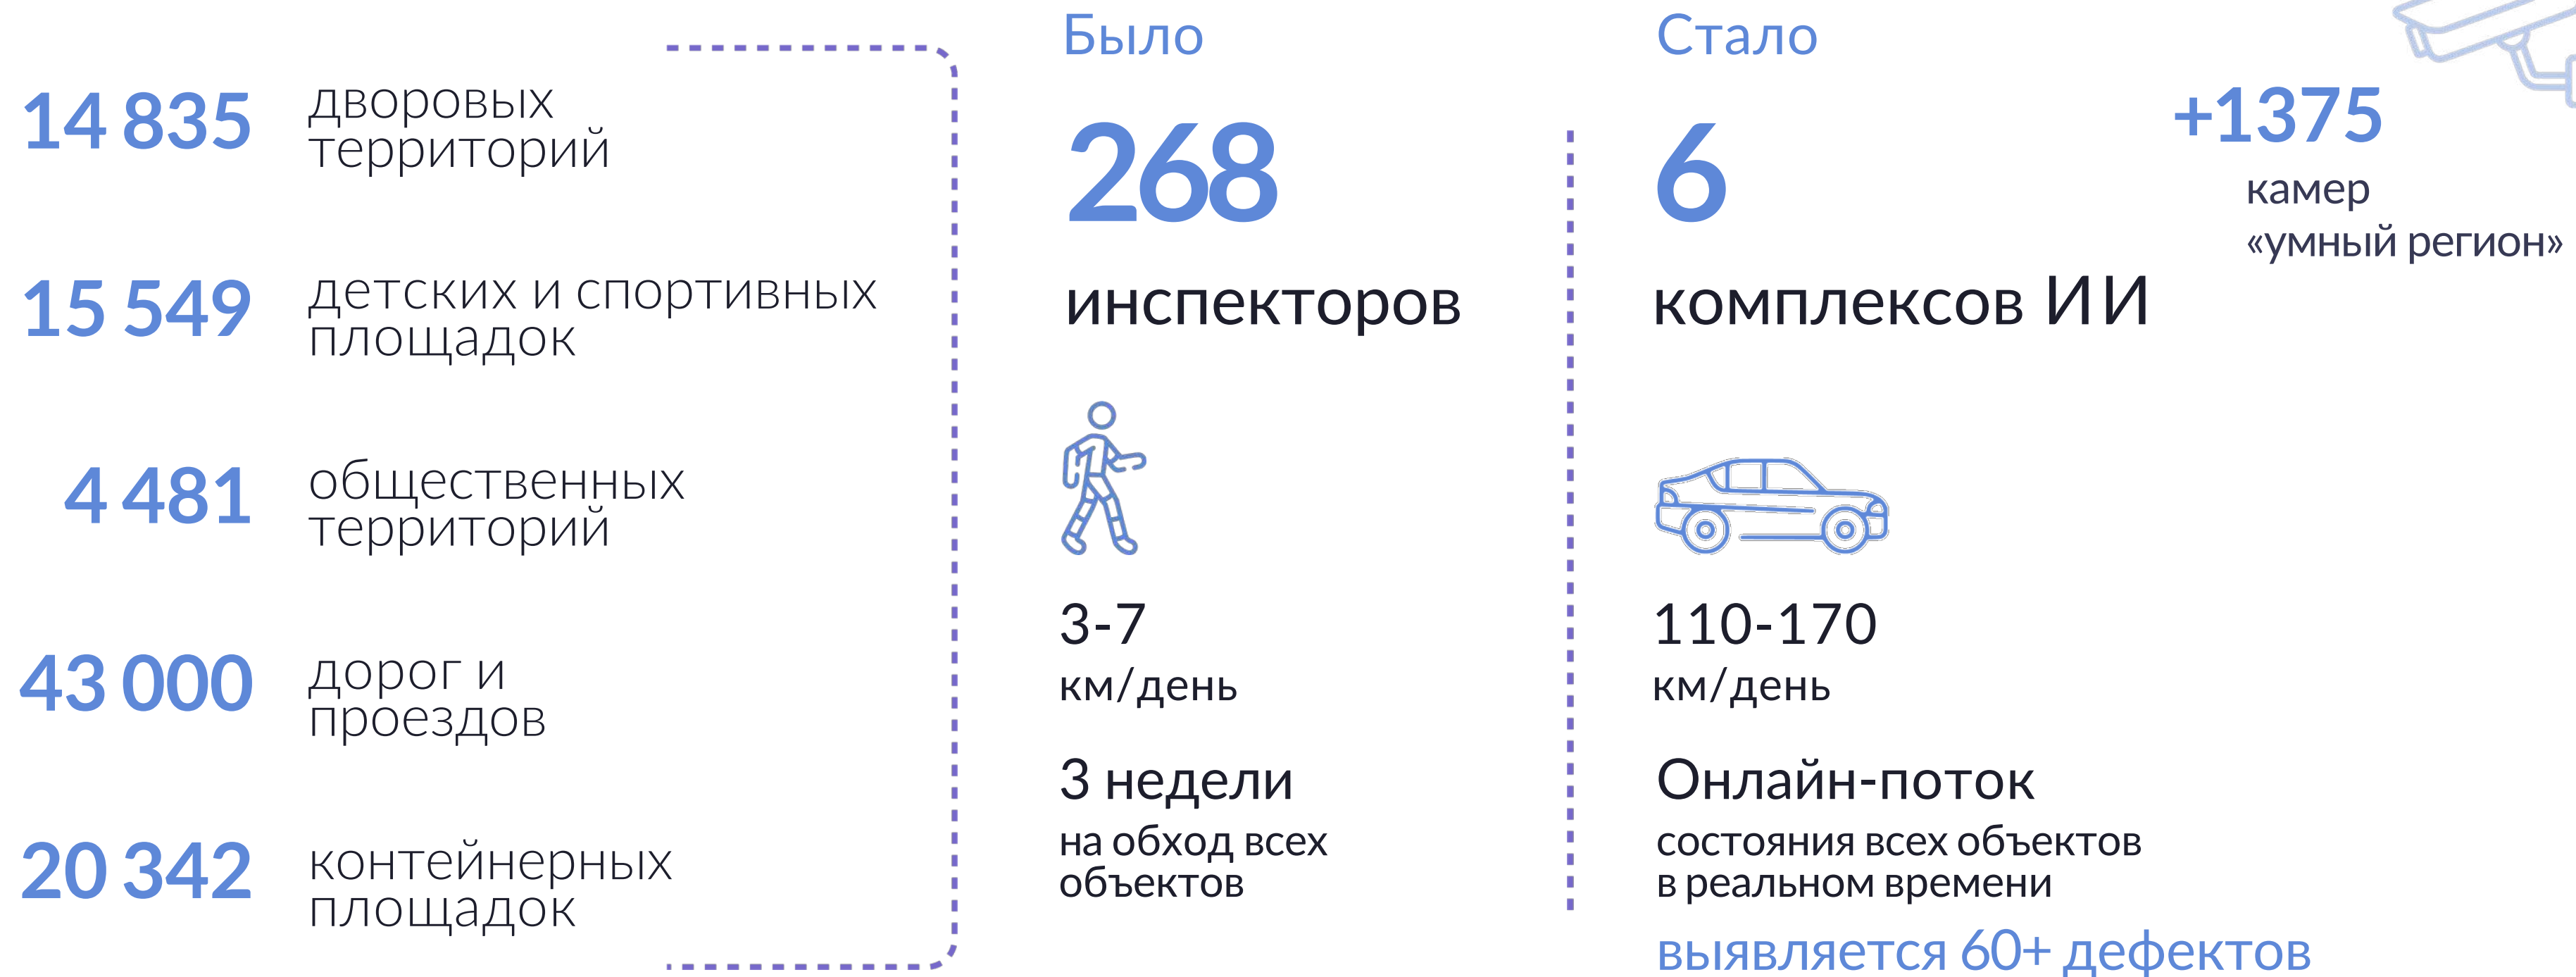 14 835
дворовых
территорий
15 549
детских и спортивных
площадок
4 481
общественных
территорий
43 000
дорог и
проездов
20 342
контейнерных
площадок
Было
268
инспекторов
3-7
км/день
3 недели
на обход всех
объектов
Стало
6
комплексов ИИ
+1375
камер
«умный регион»
110-170
км/день
Онлайн-поток
состояния всех объектов
в реальном времени
выявляется 60+ дефектов